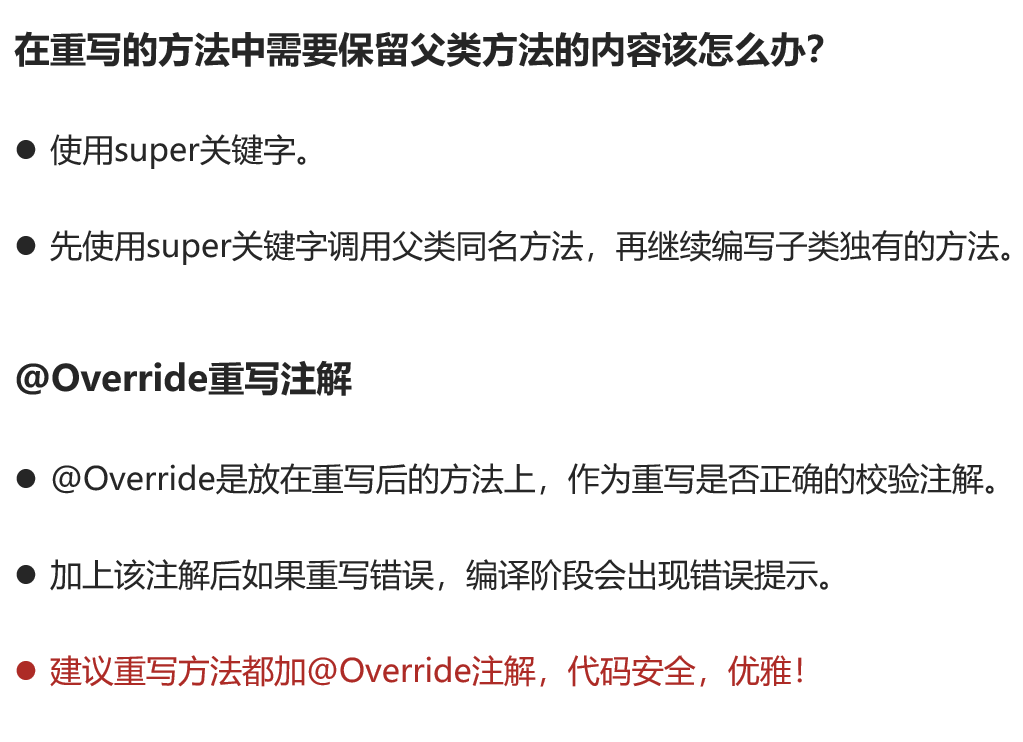 在重写的方法中需要保留父类方法的内容该怎么办?
● 使用super关键字。
● 先使用super关键字调用父类同名方法，再继续编写子类独有的方法。
@Override重写注解
● @Override是放在重写后的方法上，作为重写是否正确的校验注解。
● 加上该注解后如果重写错误，编译阶段会出现错误提示。
● 建议重写方法都加@Override注解，代码安全，优雅！